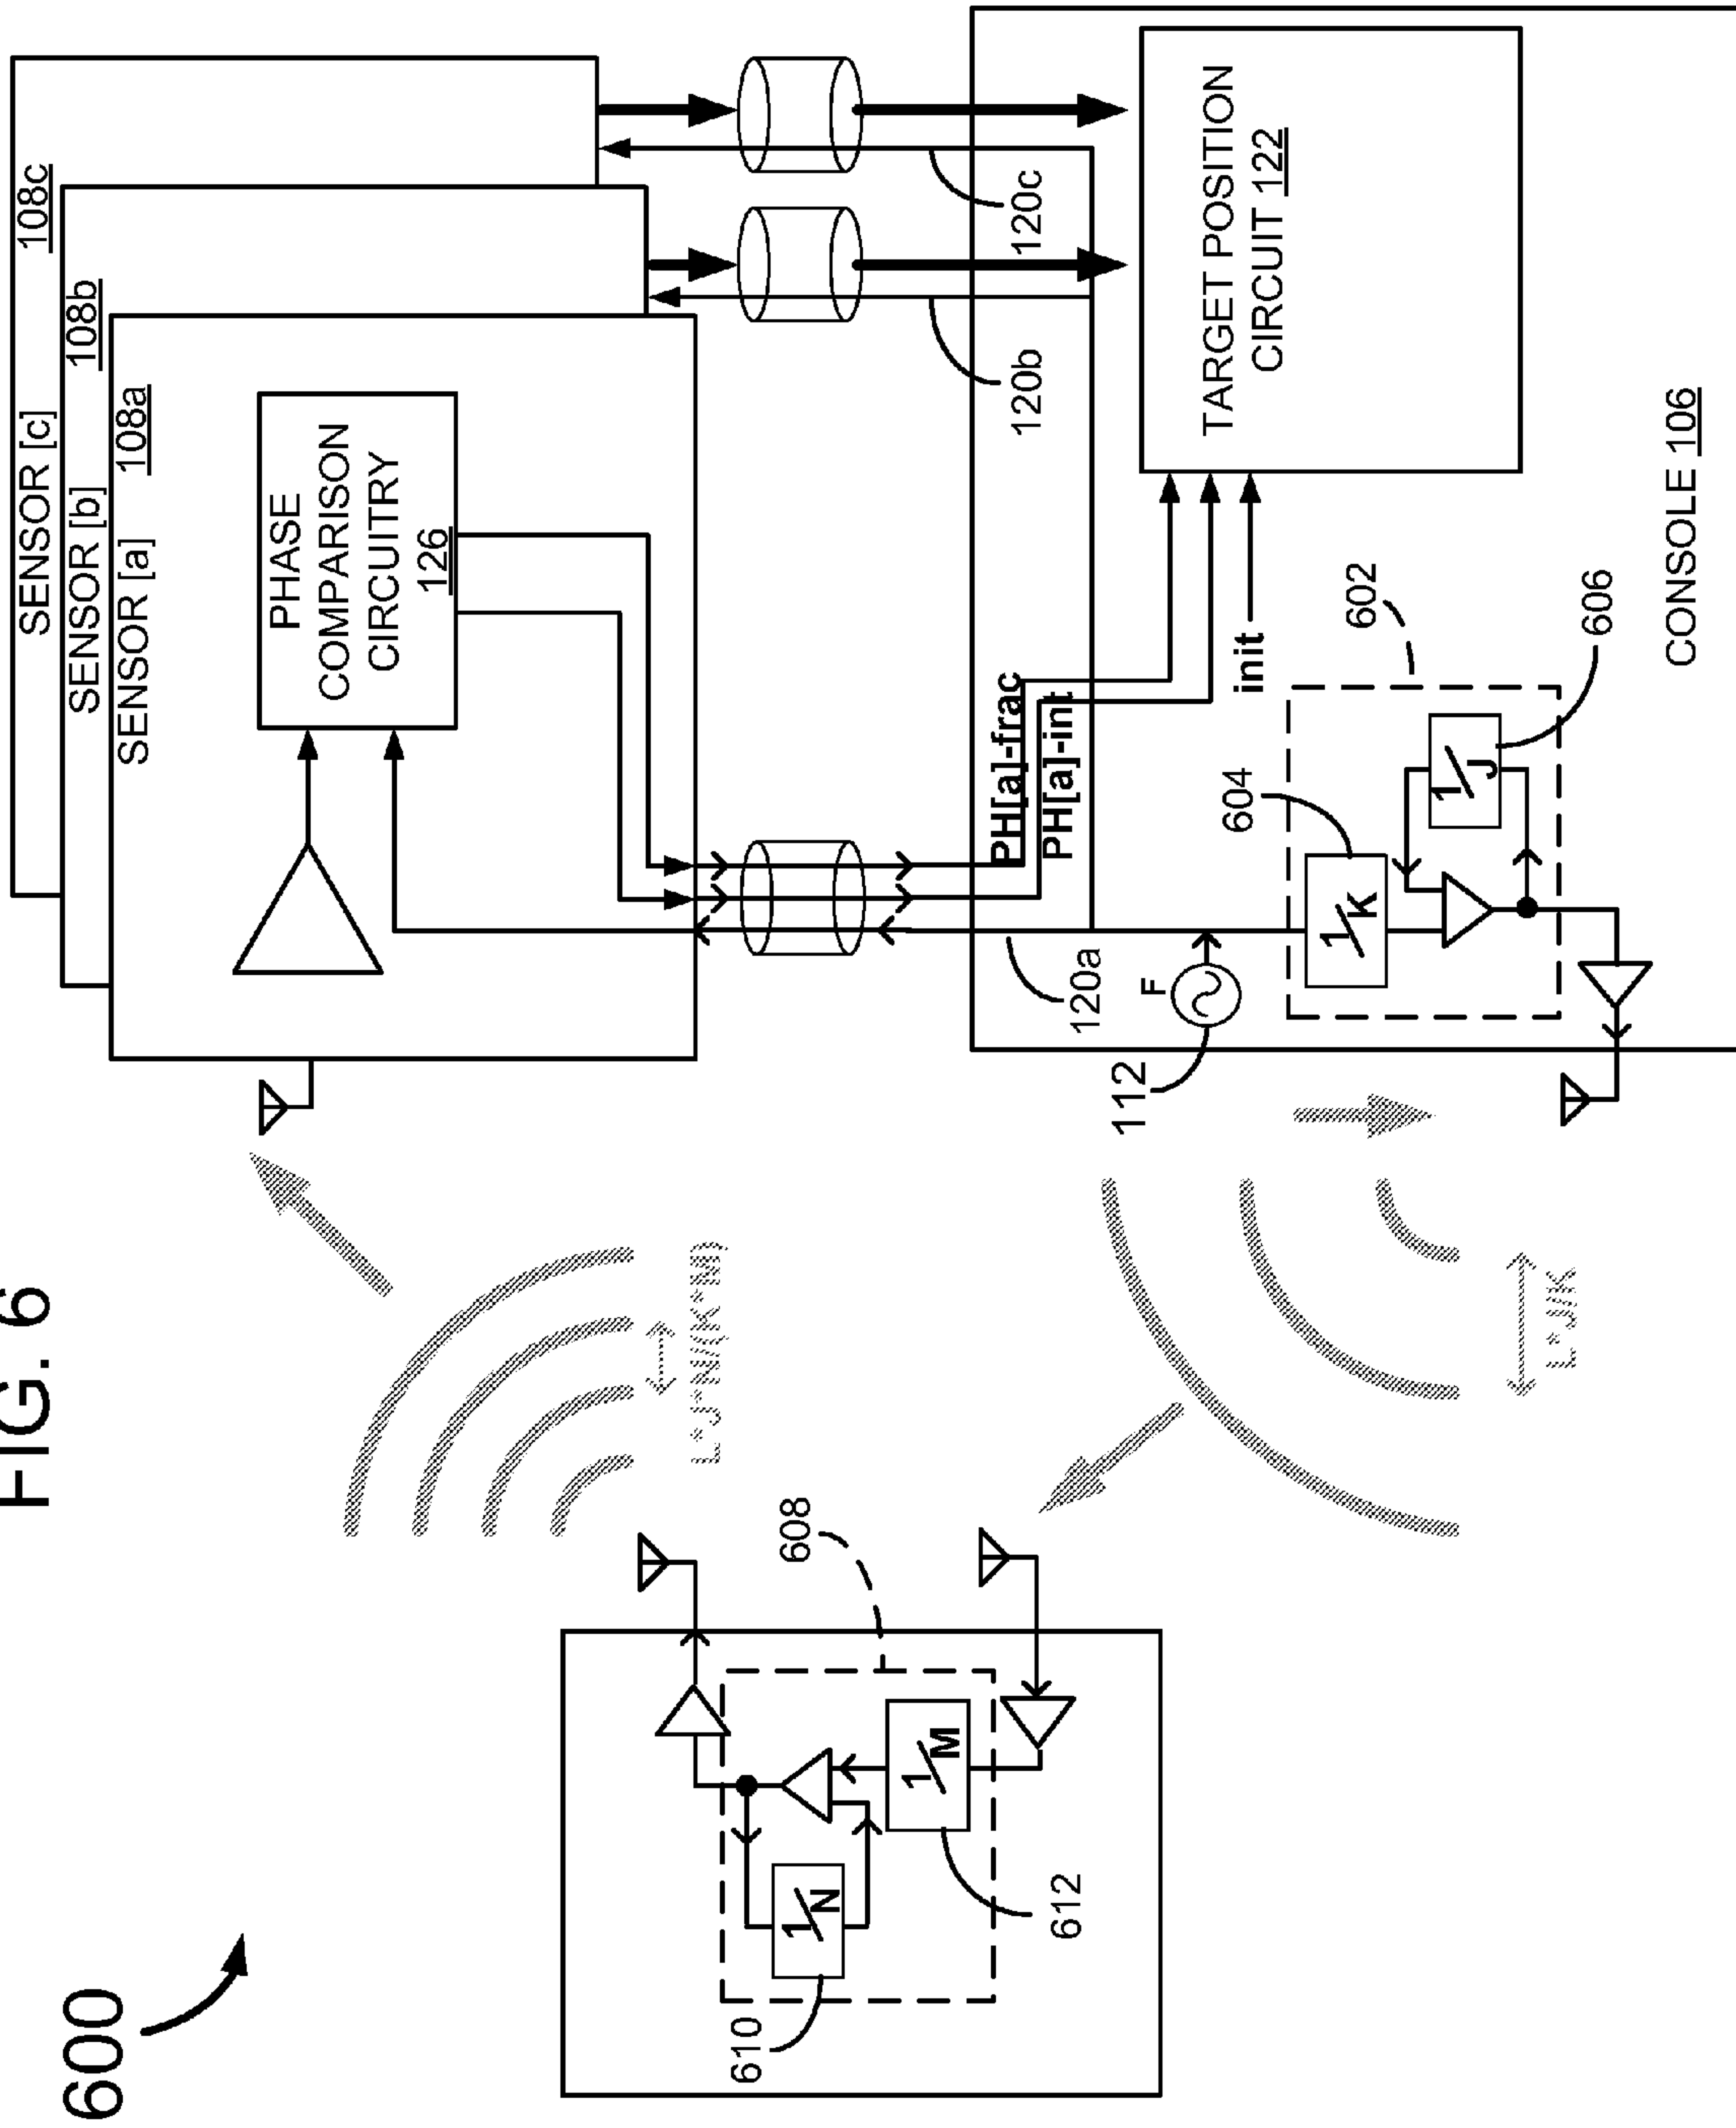 FIG. 6
600
SENSOR [c] 108c
SENSOR [b] 108b
SENSOR [a] 108a
PHASE
COMPARISON
CIRCUITRY
126
L*J*N/(K*M)
608
1/N
1/M
610
612
L*J/K
120a
120b
120c
PH[a]-frac
PH[a]-int
init
TARGET POSITION
CIRCUIT 122
F
112
602
604
1/K
1/J
606
CONSOLE 106